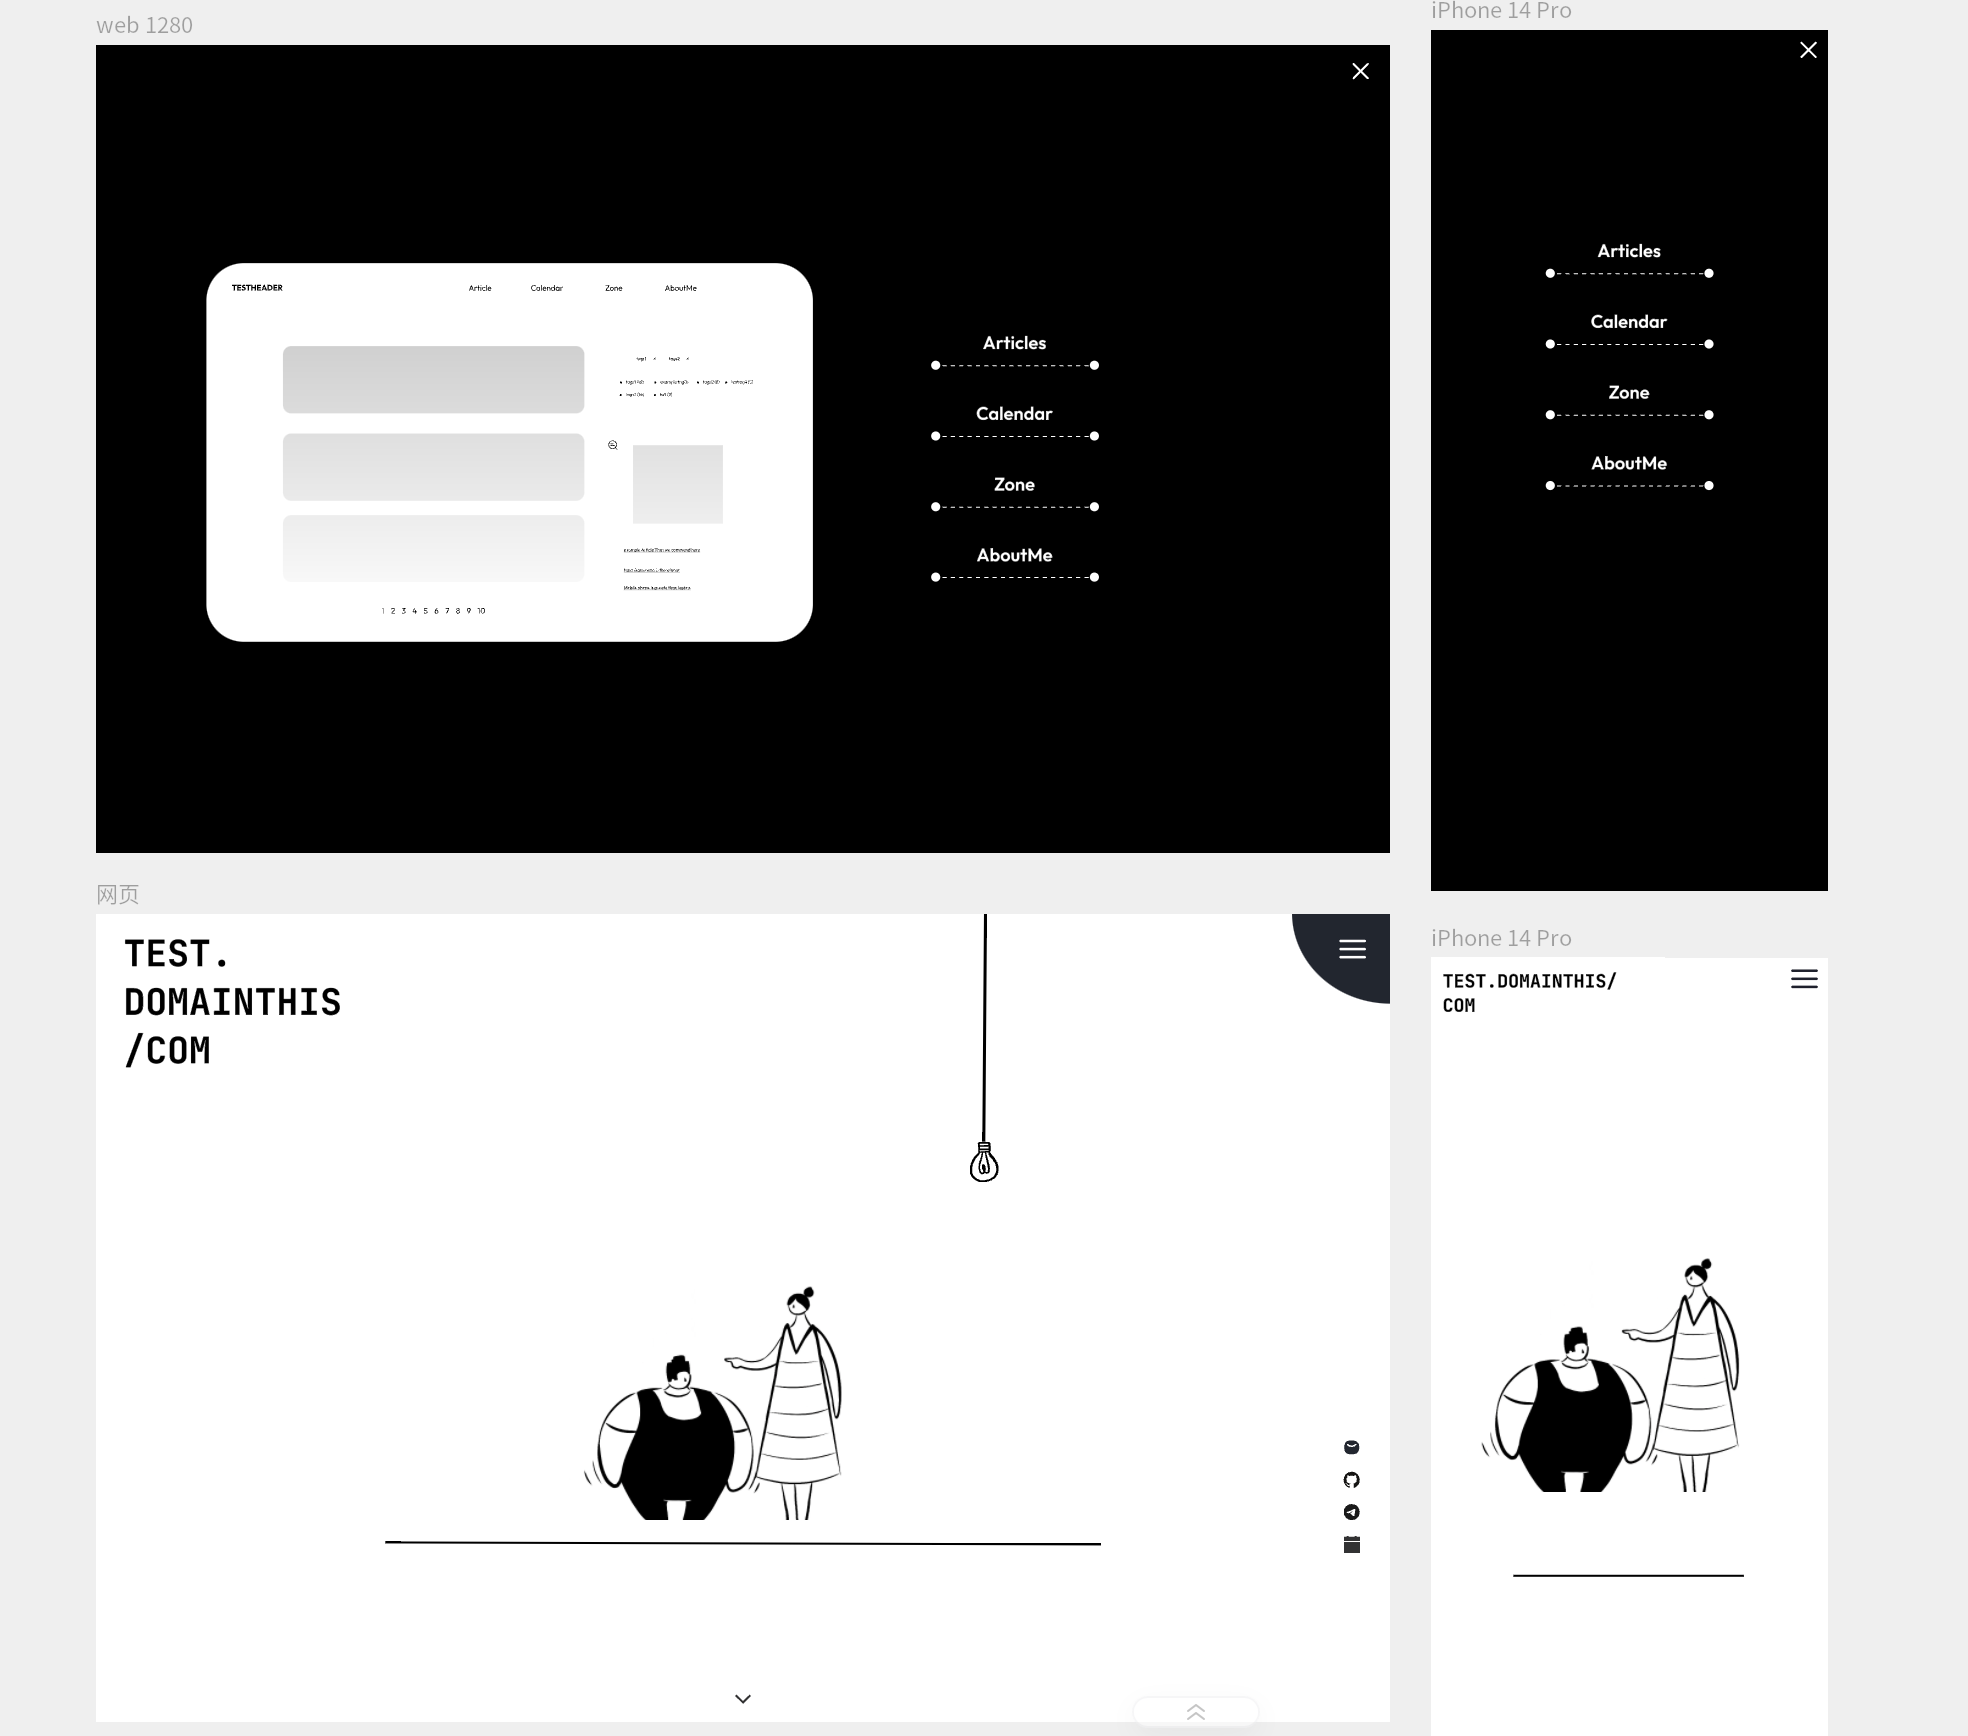 web 1280
iPhone 14 Pro
TESTHEADER
Article
Calendar
Zone
AboutMe
1 2 3 4 5 6 7 8 9 10
Articles
Calendar
Zone
AboutMe
Articles
Calendar
Zone
AboutMe
网页
TEST.
DOMAINTHIS
/COM
iPhone 14 Pro
TEST.DOMAINTHIS/
COM